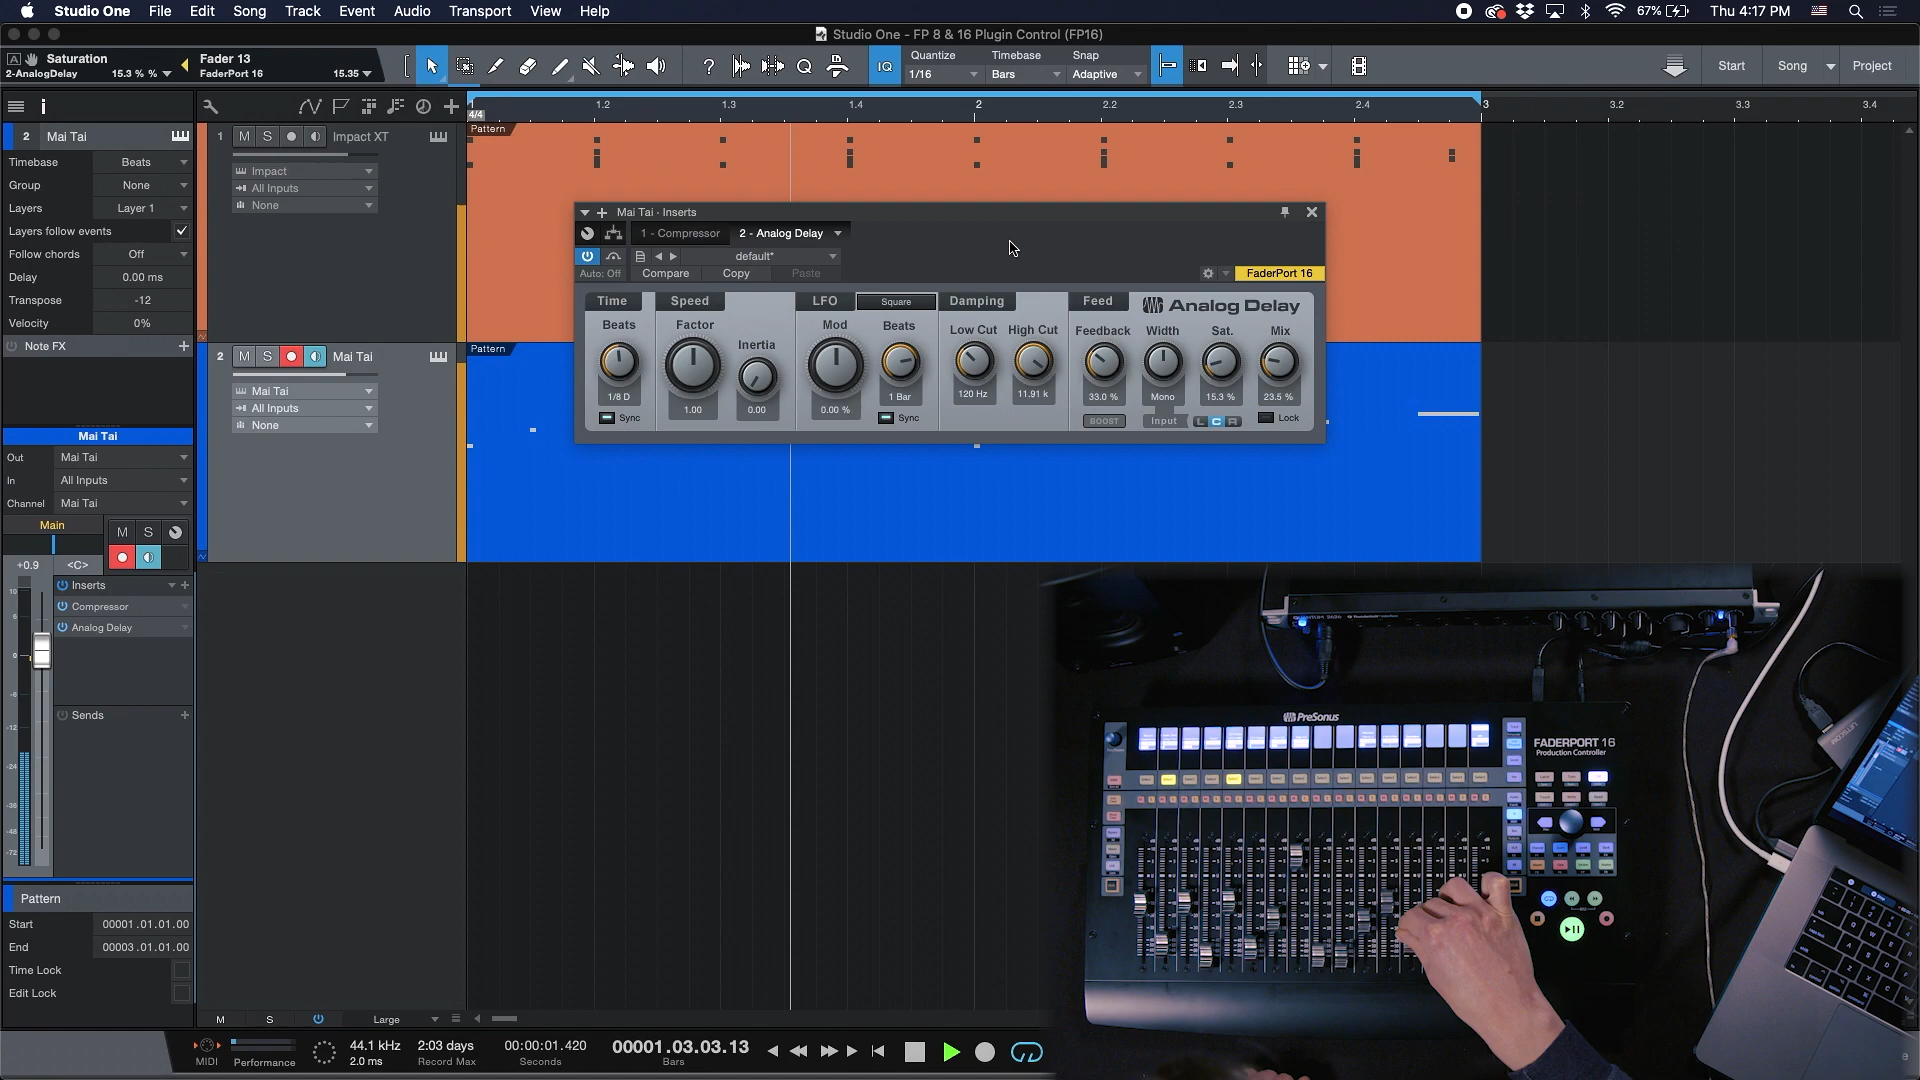 Studio One File Edit Song Track Event Audio Transport View Help
67% Thu 4:17 PM
Studio One - FP 8 & 16 Plugin Control (FP16)
A Saturation
2-AnalogDelay 15.3 % %
Fader 13
FaderPort 16 15.35
?
IQ
Quantize
1/16
Timebase
Bars
Snap
Adaptive
Start Song Project
1.2 1.3 1.4 2 2.2 2.3 2.4 3 3.2 3.3 3.4
4/4
2 Mai Tai
Timebase Beats
Group None
Layers Layer 1
Layers follow events
Follow chords Off
Delay 0.00 ms
Transpose -12
Velocity 0%
Note FX
1 M S Impact XT
Impact
All Inputs
None
Pattern
2 M S Mai Tai
Mai Tai
All Inputs
None
Pattern
Mai Tai - Inserts
1 - Compressor 2 - Analog Delay
default*
Auto: Off Compare Copy Paste
FaderPort 16
Time Speed LFO Square Damping Feed Analog Delay
Beats Factor Inertia Mod Beats Low Cut High Cut Feedback Width Sat. Mix
1/8 D 1.00 0.00 0.00 % 1 Bar 120 Hz 11.91 k 33.0 % Mono 15.3 % 23.5 %
Sync Sync BOOST Input L C R Lock
Mai Tai
Out Mai Tai
In All Inputs
Channel Mai Tai
Main
M S
+0.9 <C>
Inserts
Compressor
Analog Delay
Sends
Pattern
Start 00001.01.01.00
End 00003.01.01.00
Time Lock
Edit Lock
M S Large
MIDI Performance
44.1 kHz
2.0 ms
2:03 days
Record Max
00:00:01.420
Seconds
00001.03.03.13
Bars
PreSonus
FADERPORT 16
Production Controller